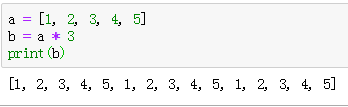 a = [1, 2, 3, 4, 5]
b = a * 3
print(b)
[1, 2, 3, 4, 5, 1, 2, 3, 4, 5, 1, 2, 3, 4, 5]